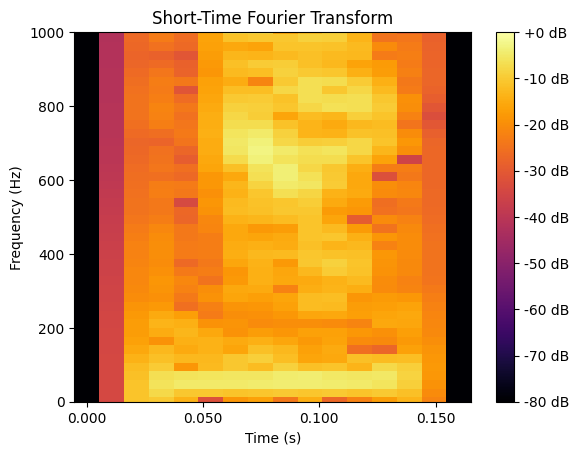 Short-Time Fourier Transform
1000
800
600
400
200
0
Frequency (Hz)
0.000
0.050
0.100
0.150
Time (s)
+0 dB
-10 dB
-20 dB
-30 dB
-40 dB
-50 dB
-60 dB
-70 dB
-80 dB